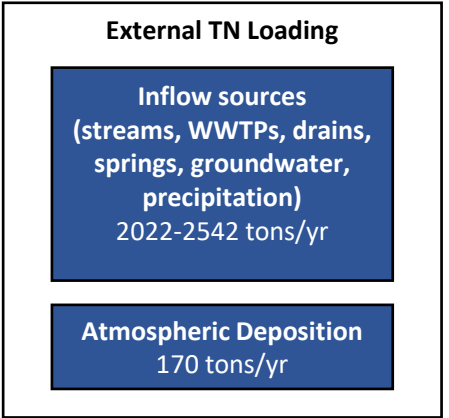 External TN Loading
Inflow sources
(streams, WWTPs, drains,
springs, groundwater,
precipitation)
2022-2542 tons/yr
Atmospheric Deposition
170 tons/yr